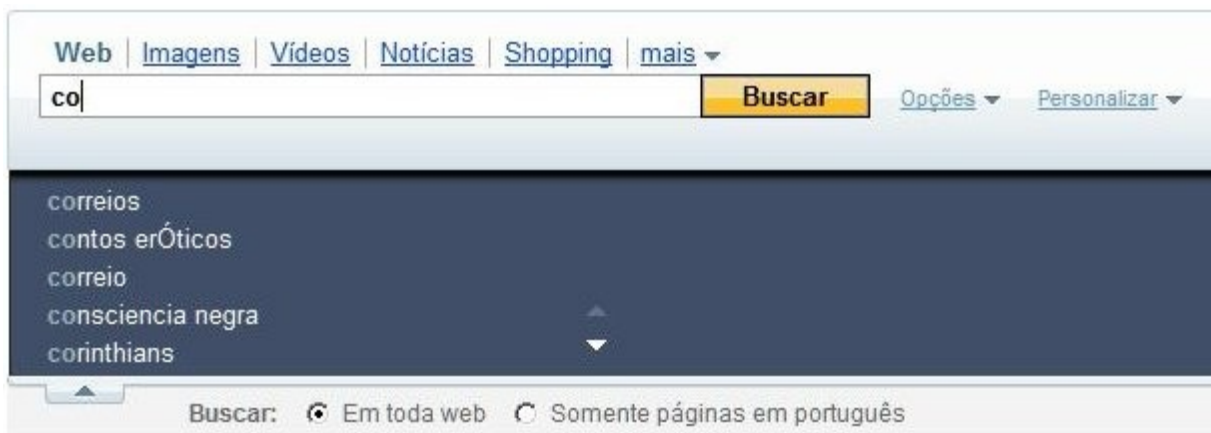 Web | Imagens | Vídeos | Notícias | Shopping | mais
co Buscar Opções Personalizar
correios
contos erÓticos
correio
consciencia negra
corinthians
Buscar: Em toda web Somente páginas em português